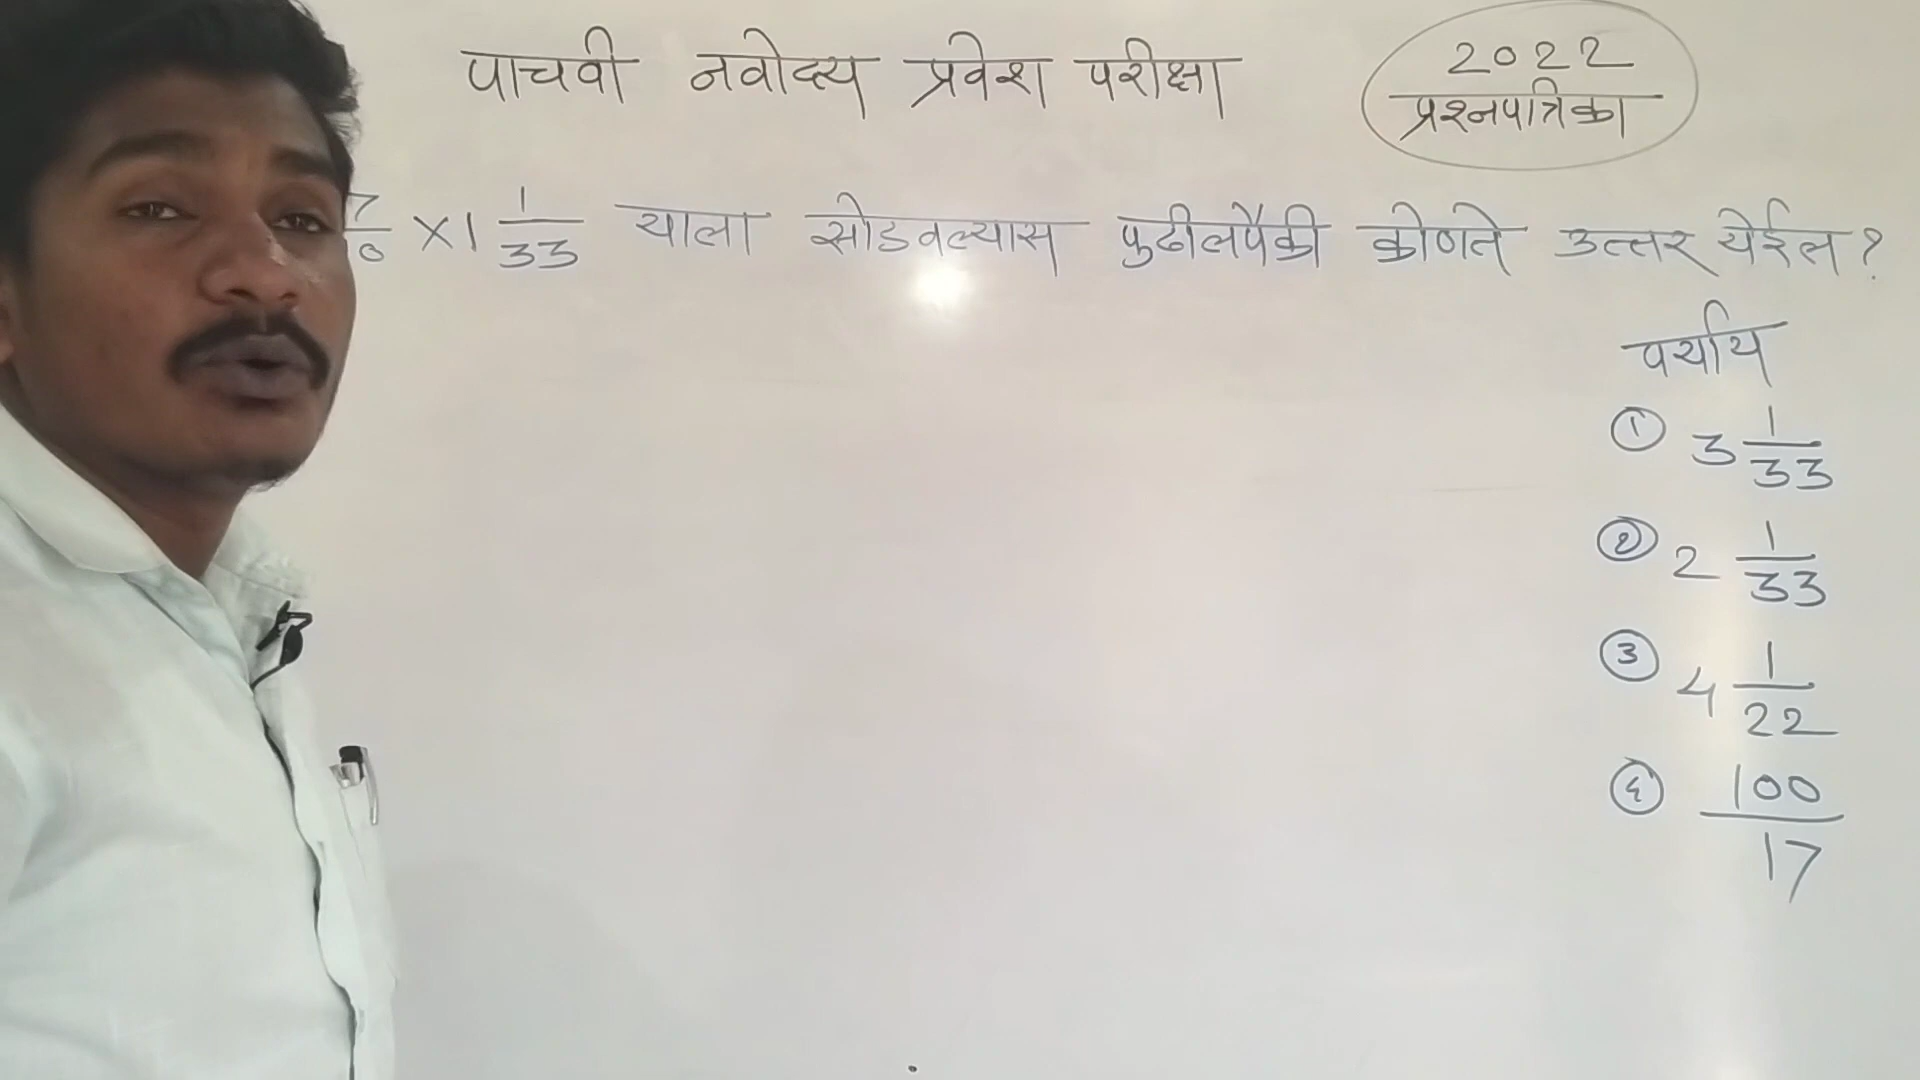 पाचवी नवोदय प्रवेश परीक्षा
2022
प्रश्नपत्रिका
× 1 1/33 याला सोडवल्यास पुढीलपैकी कोणते उत्तर येईल ?
पर्याय
① 3 1/33
② 2 1/33
③ 4 1/22
④ 100/17